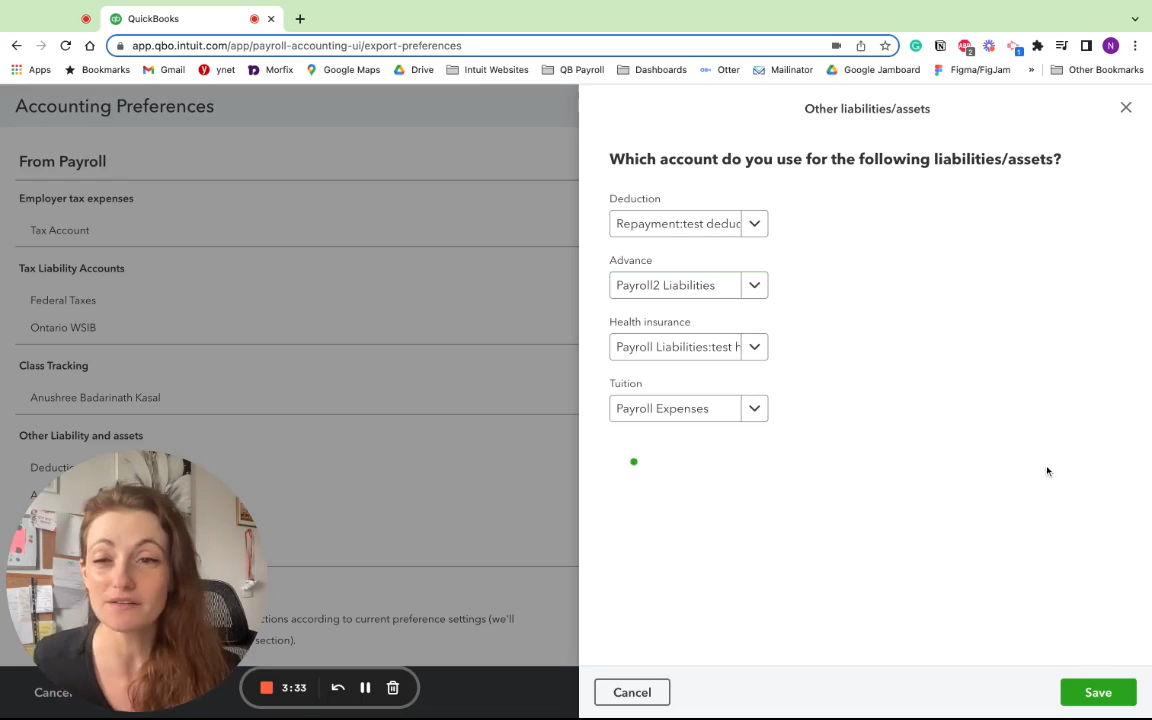 QuickBooks
app.qbo.intuit.com/app/payroll-accounting-ui/export-preferences
Apps Bookmarks Gmail ynet Morfix Google Maps Drive Intuit Websites QB Payroll Dashboards Otter Mailinator Google Jamboard Figma/FigJam » Other Bookmarks
Accounting Preferences
From Payroll
Employer tax expenses
Tax Account
Tax Liability Accounts
Federal Taxes
Ontario WSIB
Class Tracking
Anushree Badarinath Kasal
Other Liability and assets
Deductio
A
ctions according to current preference settings (we'll
section).
Cancel
3:33
Other liabilities/assets
Which account do you use for the following liabilities/assets?
Deduction
Repayment:test deduc
Advance
Payroll2 Liabilities
Health insurance
Payroll Liabilities:test h
Tuition
Payroll Expenses
Cancel
Save